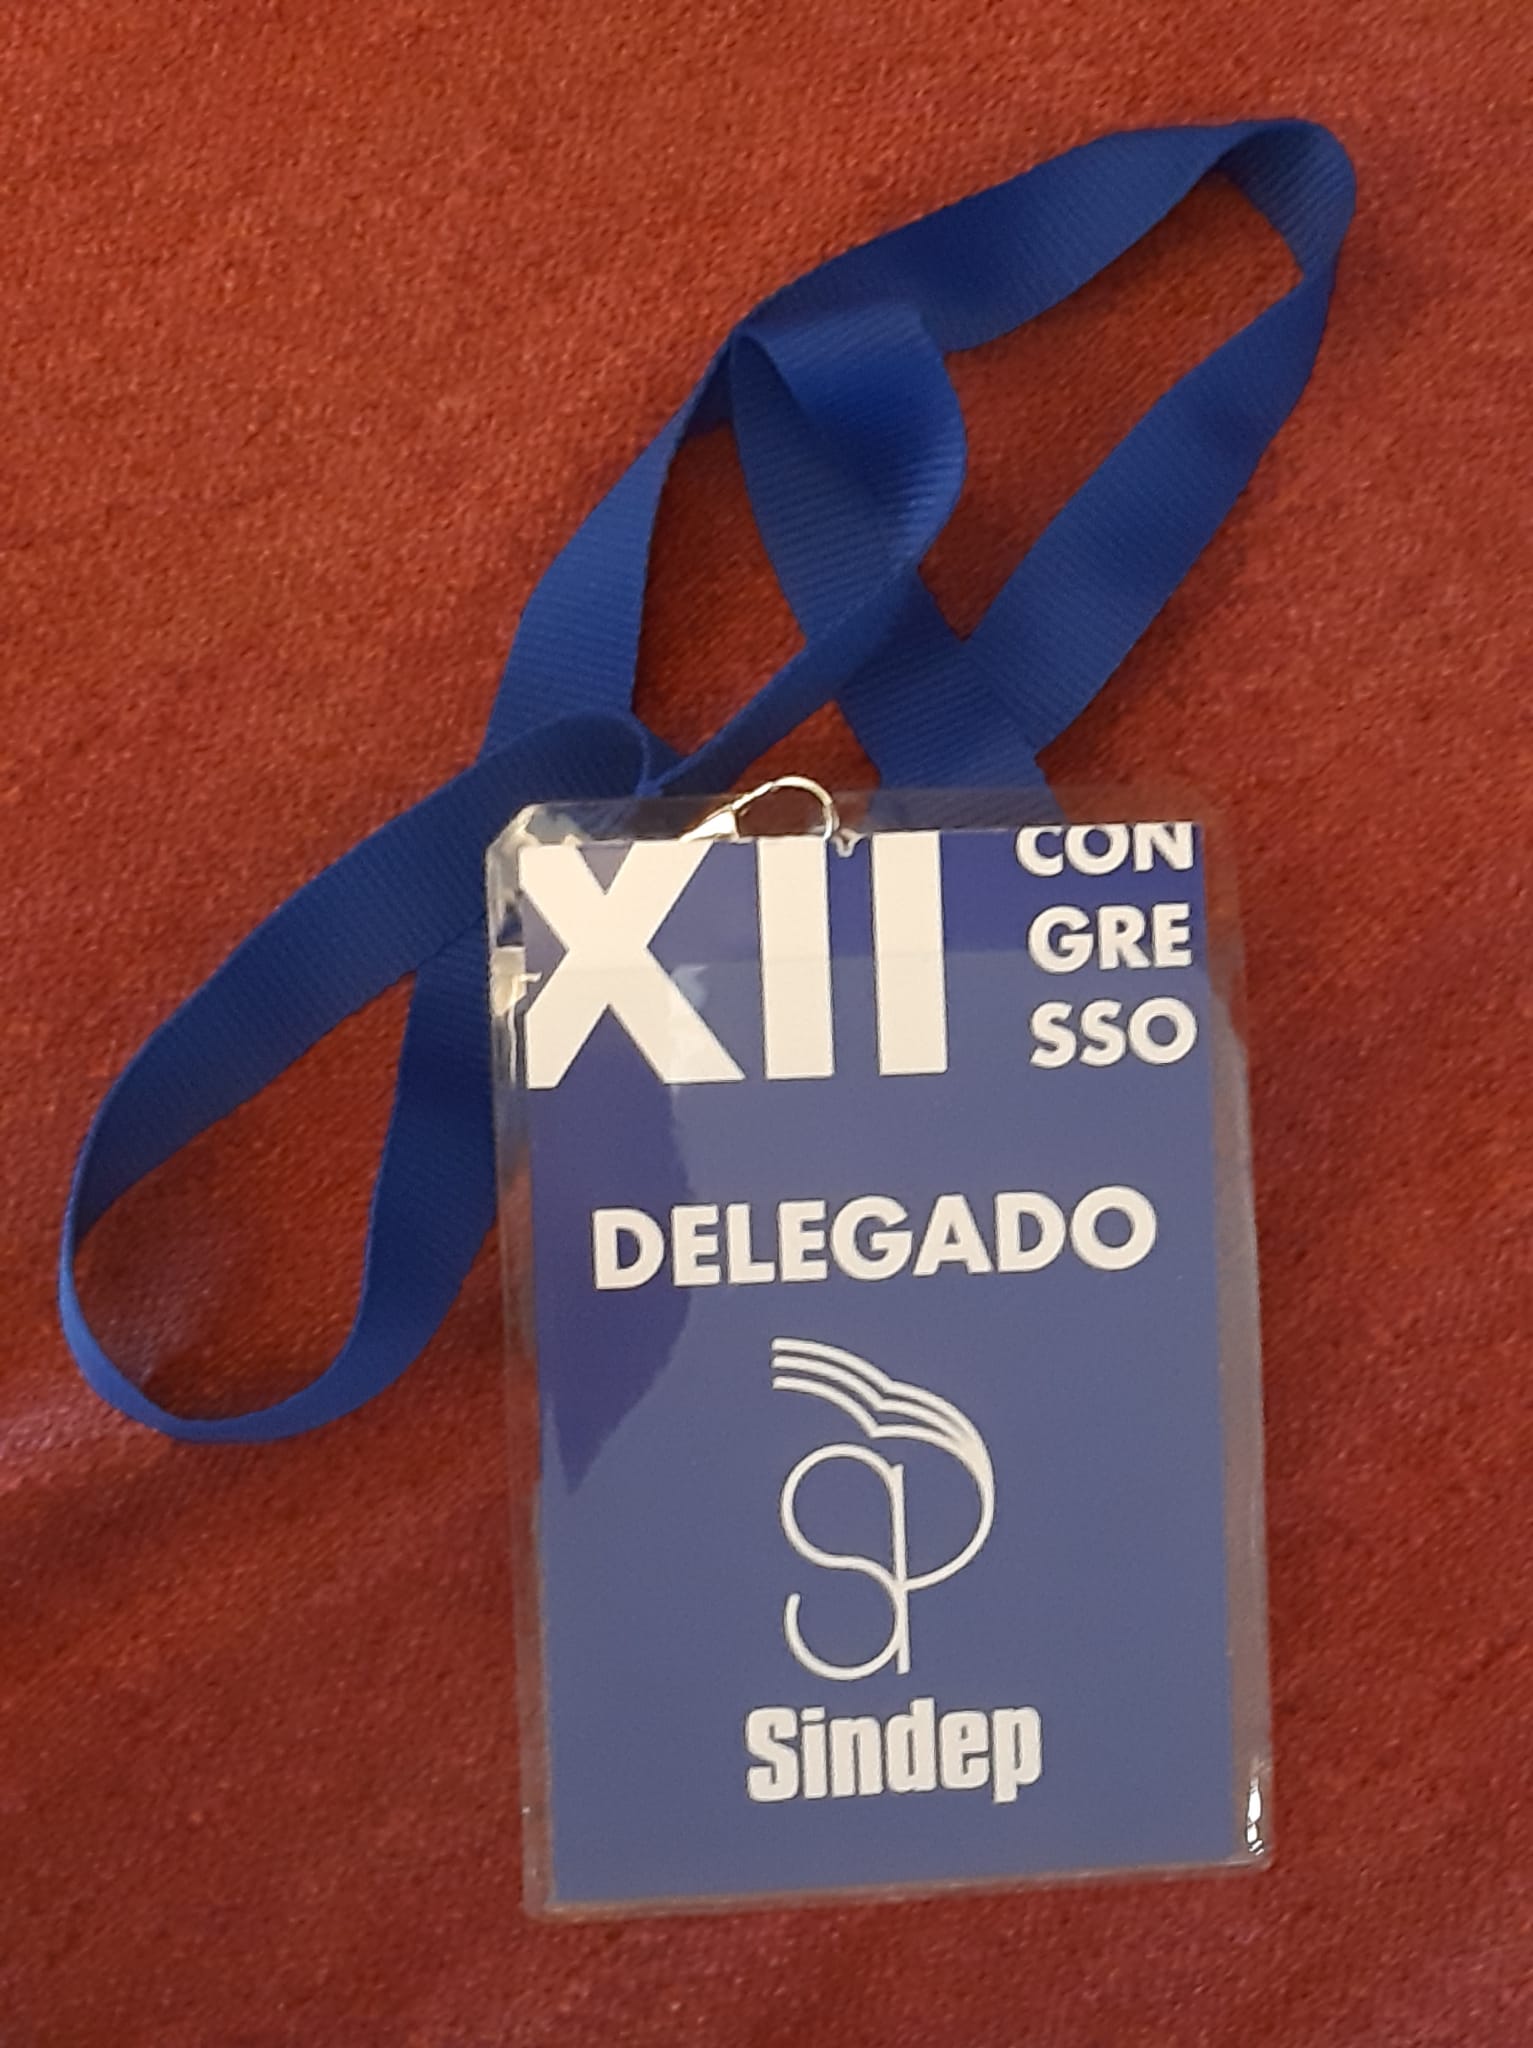 XII
CON
GRE
SSO
DELEGADO
Sindep